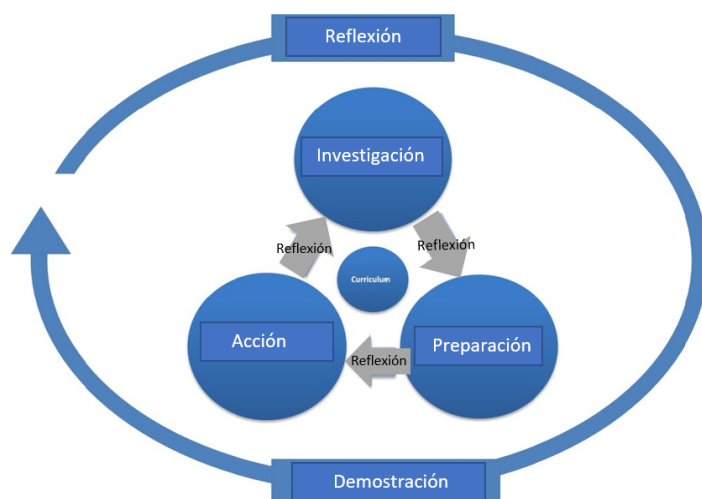 Reflexión
Investigación
Reflexión
Reflexión
Curriculum
Acción
Preparación
Reflexión
Demostración